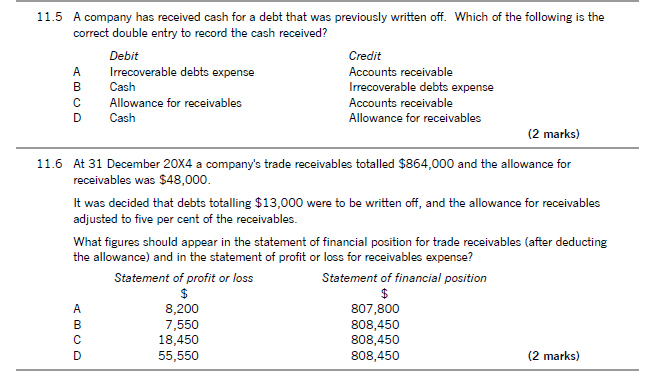 11.5 A company has received cash for a debt that was previously written off. Which of the following is the
correct double entry to record the cash received?
Debit Credit
A Irrecoverable debts expense Accounts receivable
B Cash Irrecoverable debts expense
C Allowance for receivables Accounts receivable
D Cash Allowance for receivables
(2 marks)
11.6 At 31 December 20X4 a company's trade receivables totalled $864,000 and the allowance for
receivables was $48,000.
It was decided that debts totalling $13,000 were to be written off, and the allowance for receivables
adjusted to five per cent of the receivables.
What figures should appear in the statement of financial position for trade receivables (after deducting
the allowance) and in the statement of profit or loss for receivables expense?
Statement of profit or loss Statement of financial position
$ $
A 8,200 807,800
B 7,550 808,450
C 18,450 808,450
D 55,550 808,450 (2 marks)